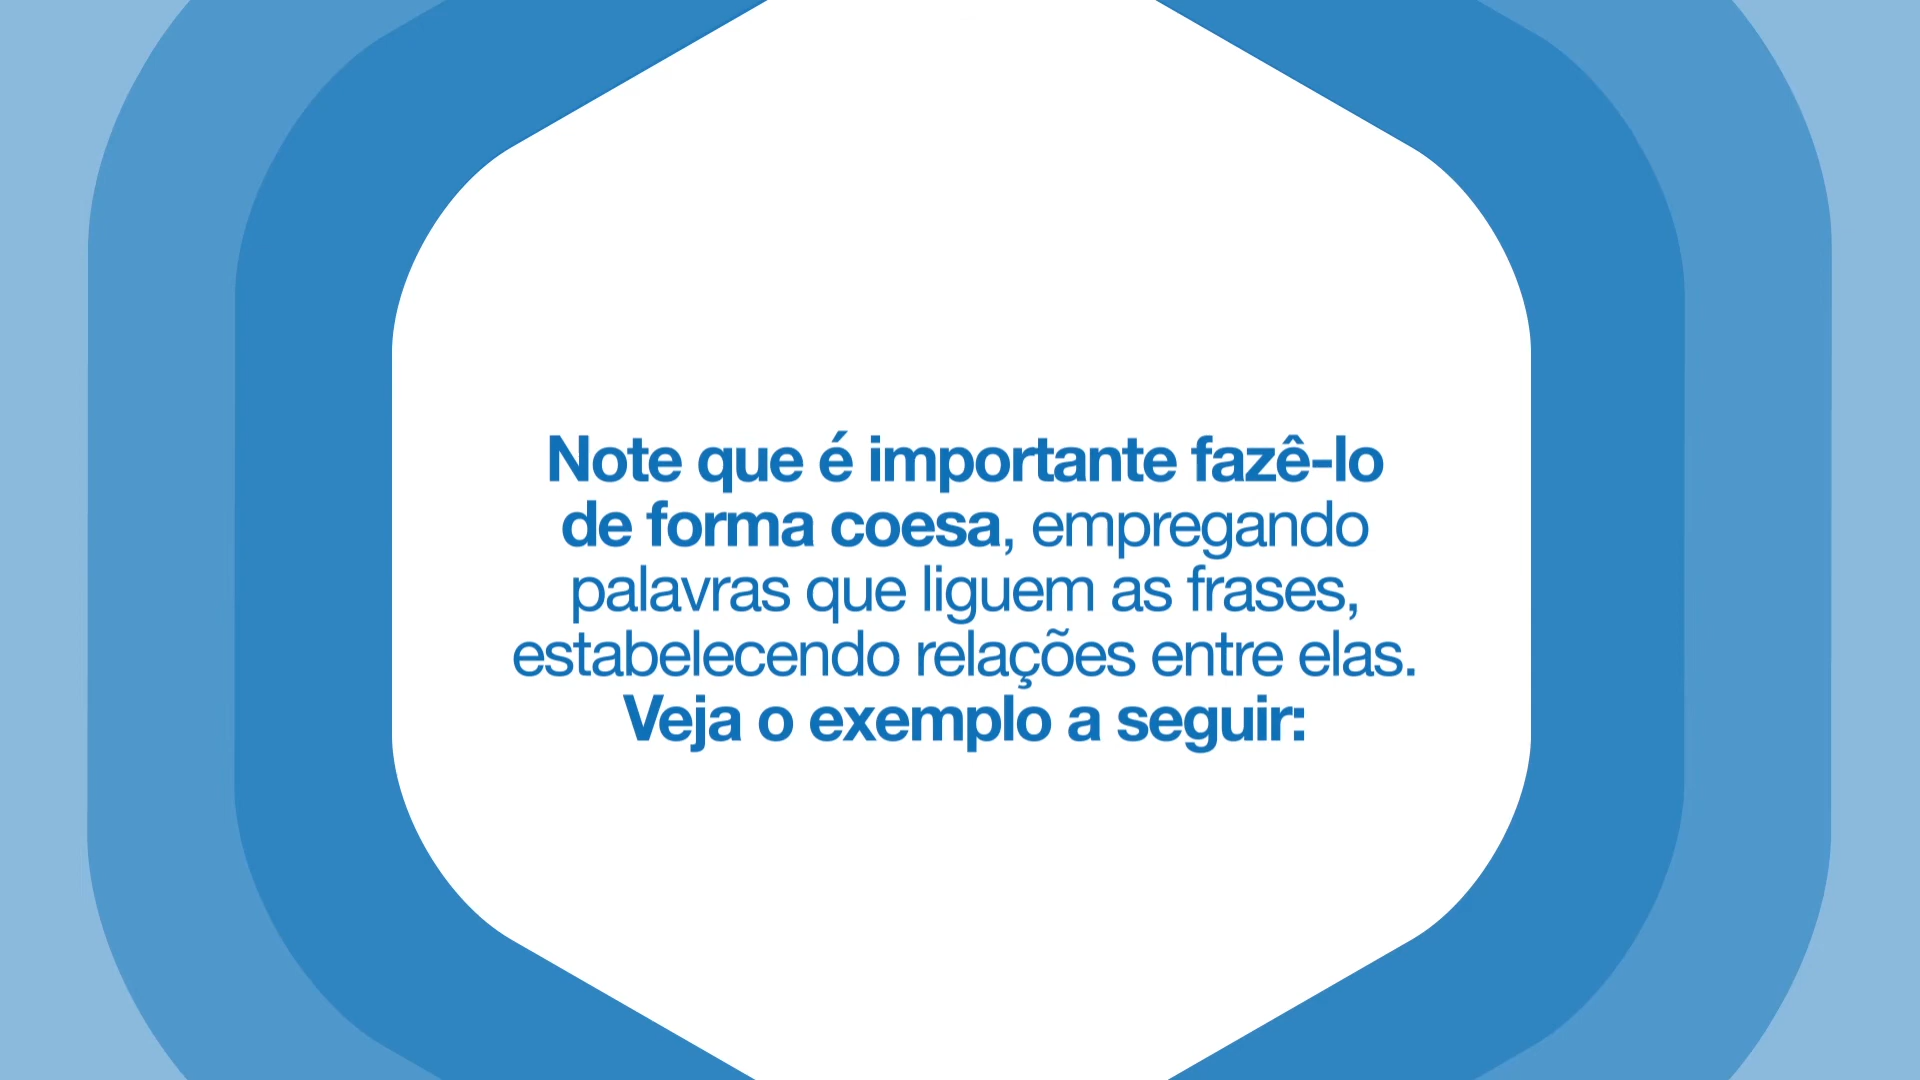 Note que é importante fazê-lo
de forma coesa, empregando
palavras que liguem as frases,
estabelecendo relações entre elas.
Veja o exemplo a seguir: